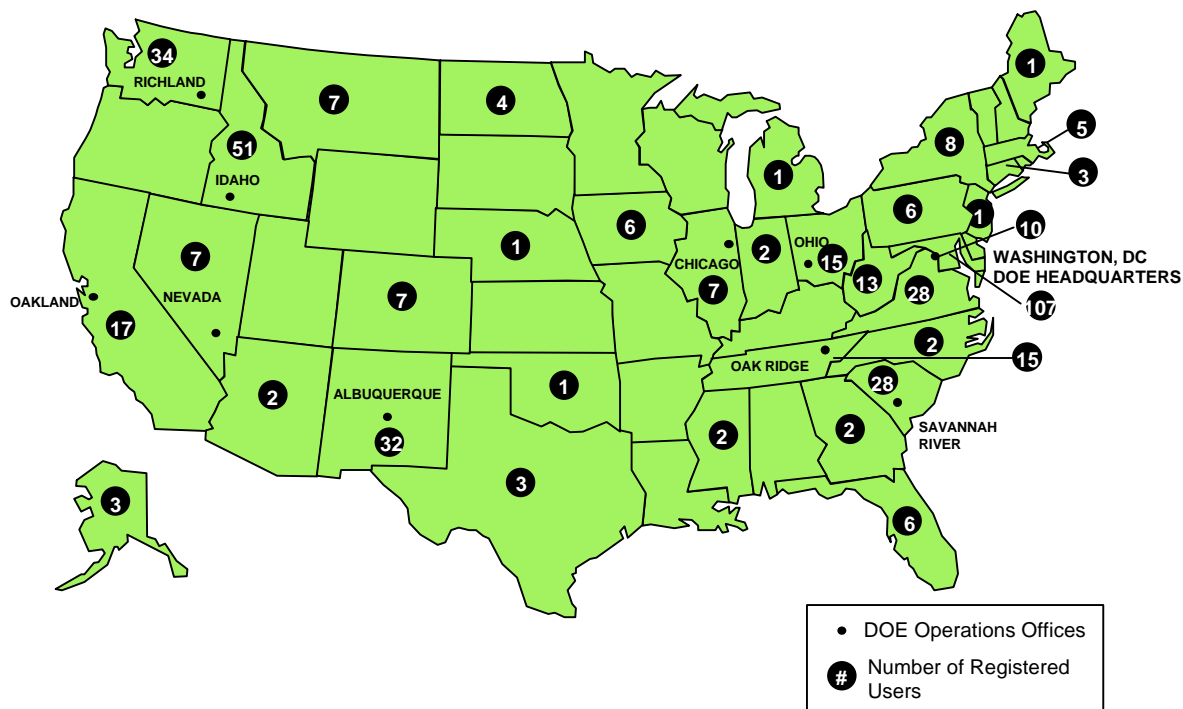 34
RICHLAND
7
4
1
5
51
8
3
IDAHO
1
6
1
10
6
1
2
OHIO
15
WASHINGTON, DC
DOE HEADQUARTERS
7
CHICAGO
NEVADA
7
7
13
28
107
OAKLAND
17
2
15
OAK RIDGE
2
ALBUQUERQUE
1
28
32
2
2
SAVANNAH
RIVER
3
3
6
DOE Operations Offices
# Number of Registered
Users